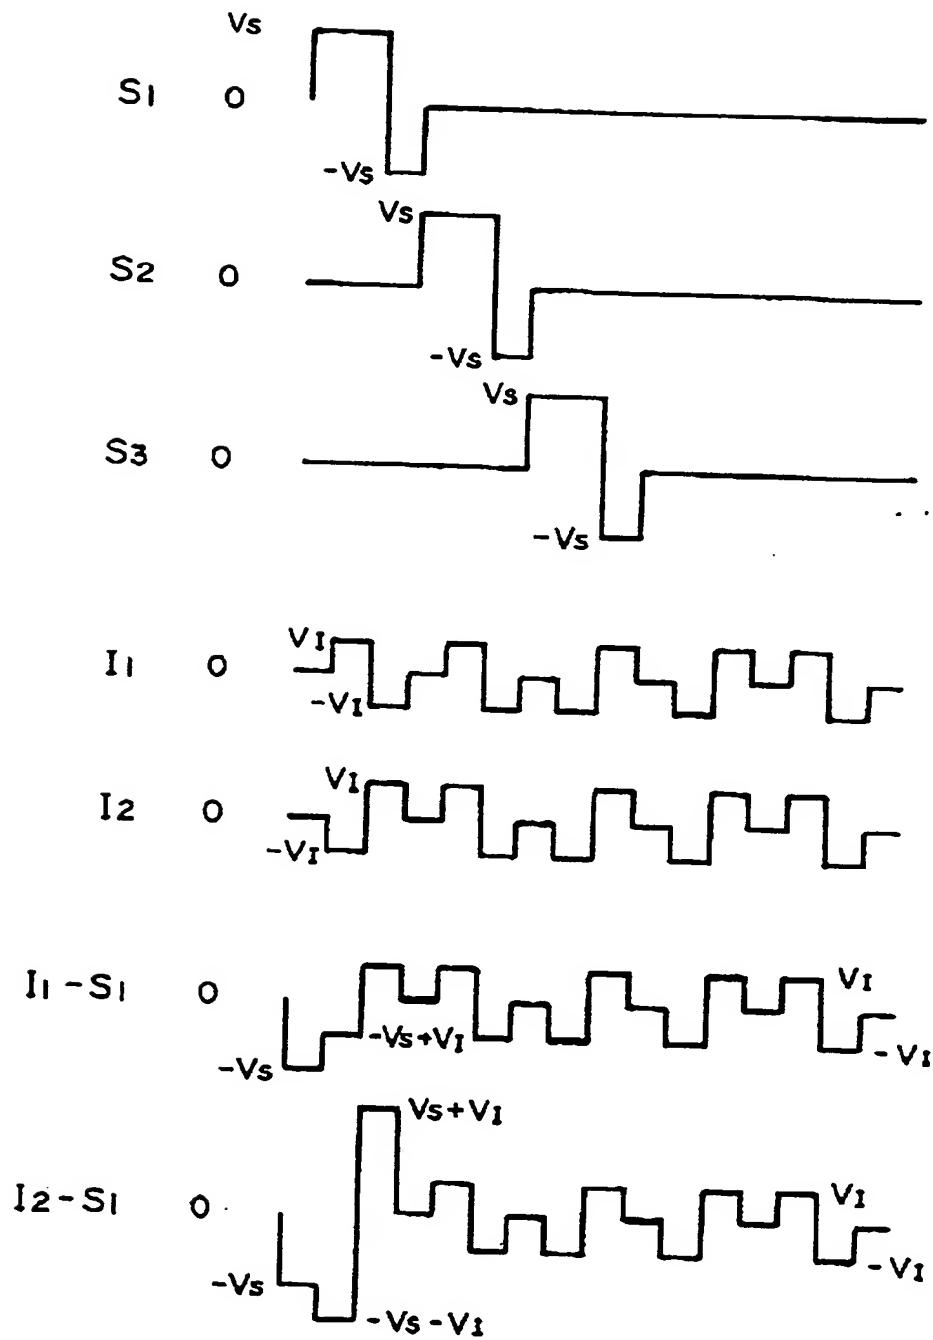 Vs
S1 0
-Vs
Vs
S2 0
-Vs
Vs
S3 0
-Vs
VI
I1 0
-VI
VI
I2 0
-VI
I1-S1 0
VI
-Vs+VI
-Vs
-VI
Vs+VI
I2-S1 0
VI
-Vs
-VI
-Vs-VI